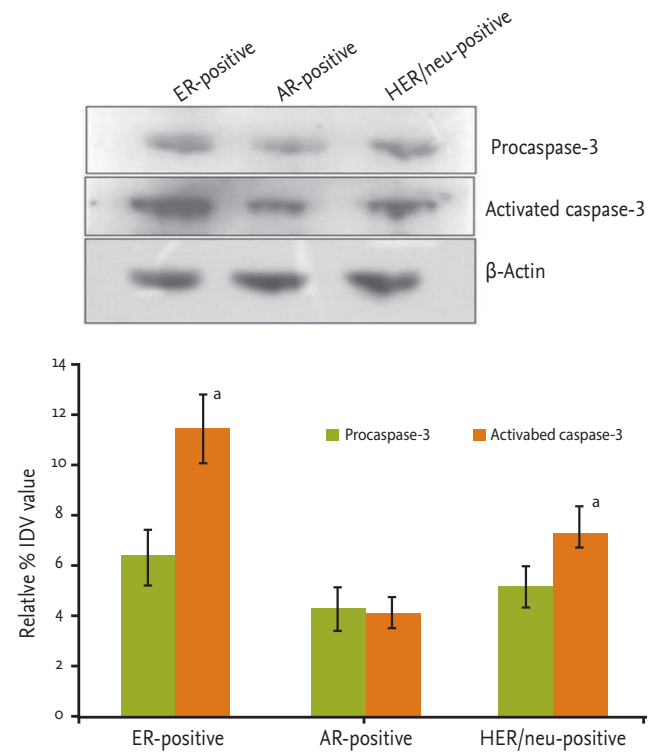 ER-positive
AR-positive
HER/neu-positive
Procaspase-3
Activated caspase-3
β-Actin
14
12
10
8
6
4
2
0
Relative % IDV value
a
a
Procaspase-3
Activabed caspase-3
ER-positive
AR-positive
HER/neu-positive